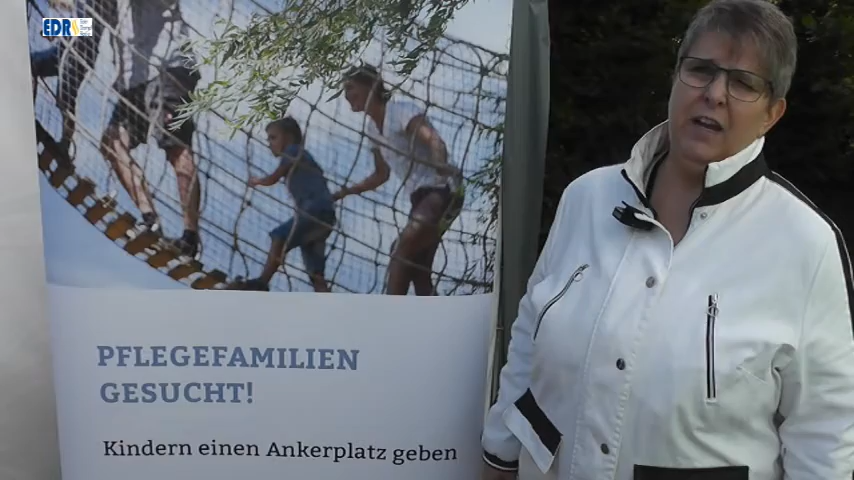 EDR
PFLEGEFAMILIEN
GESUCHT!
Kindern einen Ankerplatz geben